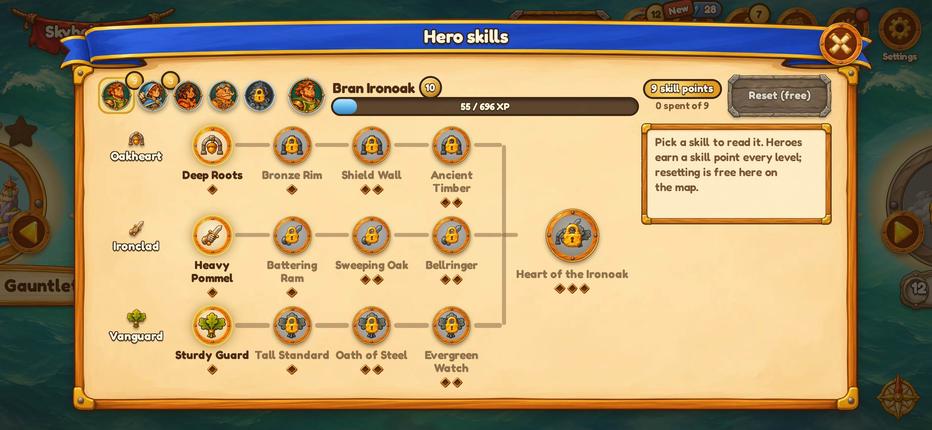 Hero skills
12
New
28
7
Settings
Bran Ironoak
10
55 / 696 XP
9 skill points
0 spent of 9
Reset (free)
Pick a skill to read it. Heroes
earn a skill point every level;
resetting is free here on
the map.
Oakheart
Deep Roots
Bronze Rim
Shield Wall
Ancient
Timber
Ironclad
Heavy
Pommel
Battering
Ram
Sweeping Oak
Bellringer
Heart of the Ironoak
Vanguard
Sturdy Guard
Tall Standard
Oath of Steel
Evergreen
Watch
12